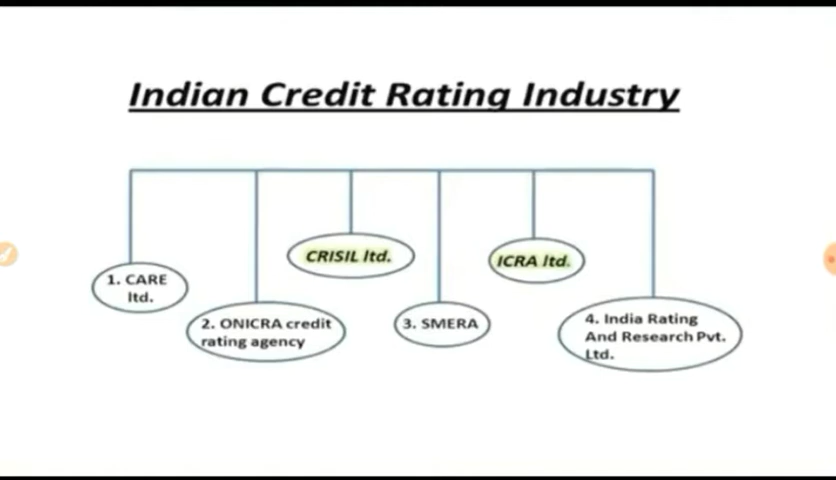 Indian Credit Rating Industry
CRISIL ltd.
ICRA ltd.
1. CARE
ltd.
2. ONICRA credit
rating agency
3. SMERA
4. India Rating
And Research Pvt.
Ltd.